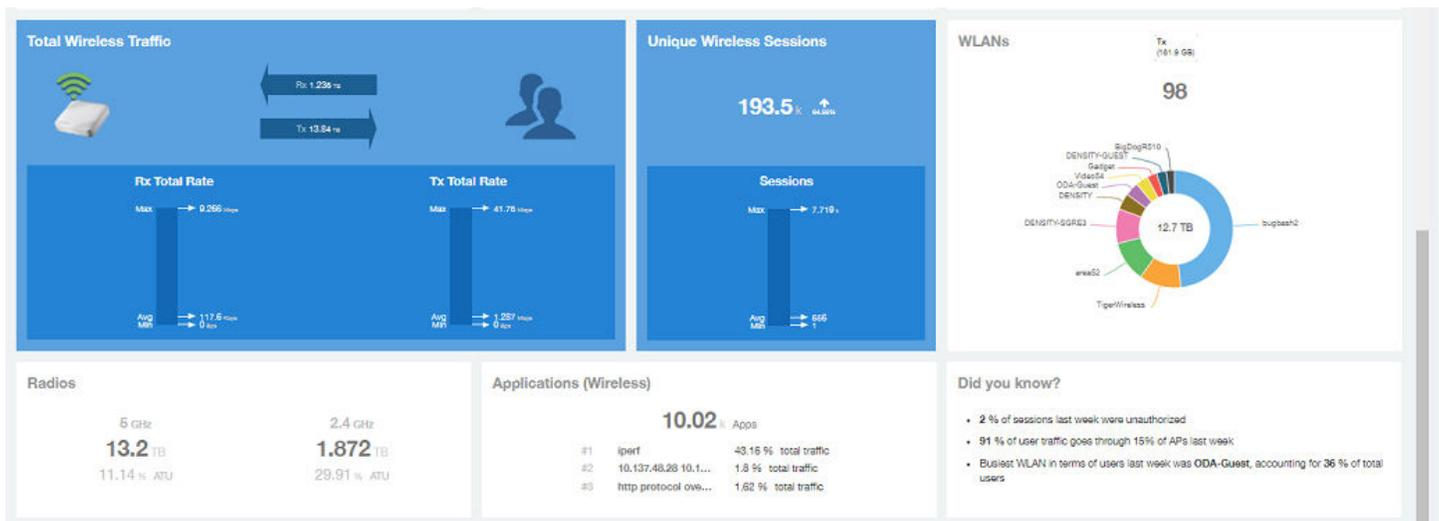 Total Wireless Traffic
Rx 1.236 TB
Tx 13.84 TB
Rx Total Rate
Max
9.266 Mbps
Avg
117.6 Kbps
Min
0 Bps
Tx Total Rate
Max
41.76 Mbps
Avg
1.287 Mbps
Min
0 Bps
Unique Wireless Sessions
193.5 k
Sessions
Max
7.719 k
Avg
666
Min
1
WLANs
Tx
(161.9 GB)
98
BigDogR510
DENSITY-GUEST
Gadget
Video54
ODA-Guest
DENSITY
DENSITY-SGRE3
area52
TigerWireless
bugbash2
12.7 TB
Radios
5 GHz
13.2 TB
11.14 % ATU
2.4 GHz
1.872 TB
29.91 % ATU
Applications (Wireless)
10.02 k Apps
#1 iperf 43.16 % total traffic
#2 10.137.48.28 10.1... 1.8 % total traffic
#3 http protocol ove... 1.62 % total traffic
Did you know?
• 2 % of sessions last week were unauthorized
• 91 % of user traffic goes through 15% of APs last week
• Busiest WLAN in terms of users last week was ODA-Guest, accounting for 36 % of total
users